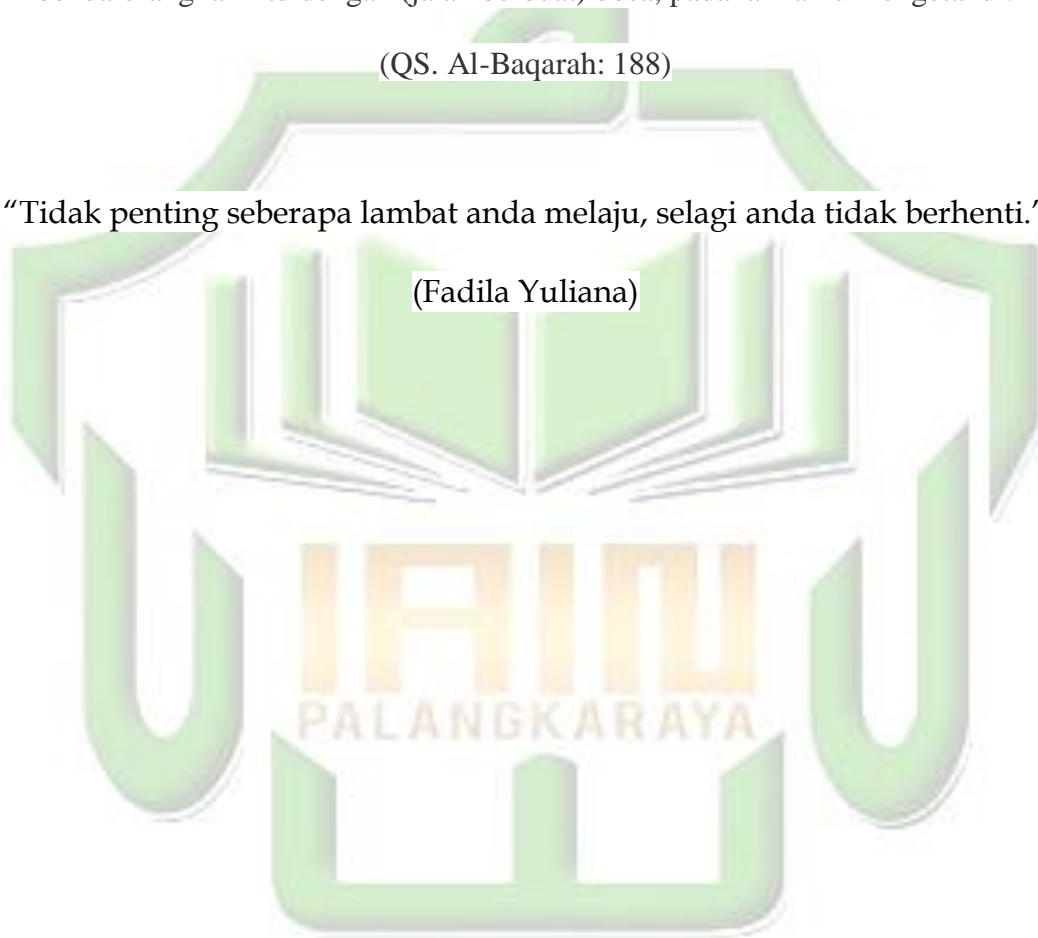 (QS. Al-Baqarah: 188)
“Tidak penting seberapa lambat anda melaju, selagi anda tidak berhenti.”
(Fadila Yuliana)
IAIN
PALANGKARAYA